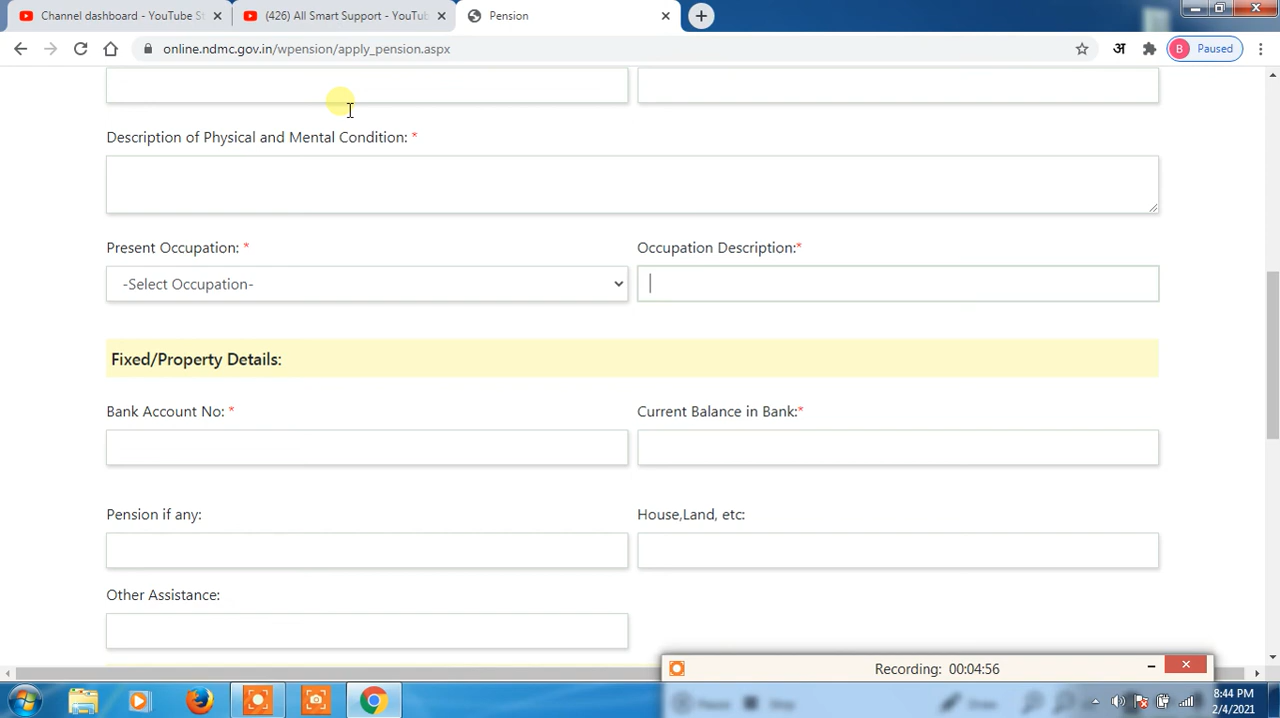 Channel dashboard - YouTube St
(426) All Smart Support - YouTub
Pension
online.ndmc.gov.in/wpension/apply_pension.aspx
अ
B
Paused
Description of Physical and Mental Condition: *
Present Occupation: *
Occupation Description:*
-Select Occupation-
Fixed/Property Details:
Bank Account No: *
Current Balance in Bank:*
Pension if any:
House,Land, etc:
Other Assistance:
Recording: 00:04:56
Pause
Stop
Draw
8:44 PM
2/4/2021